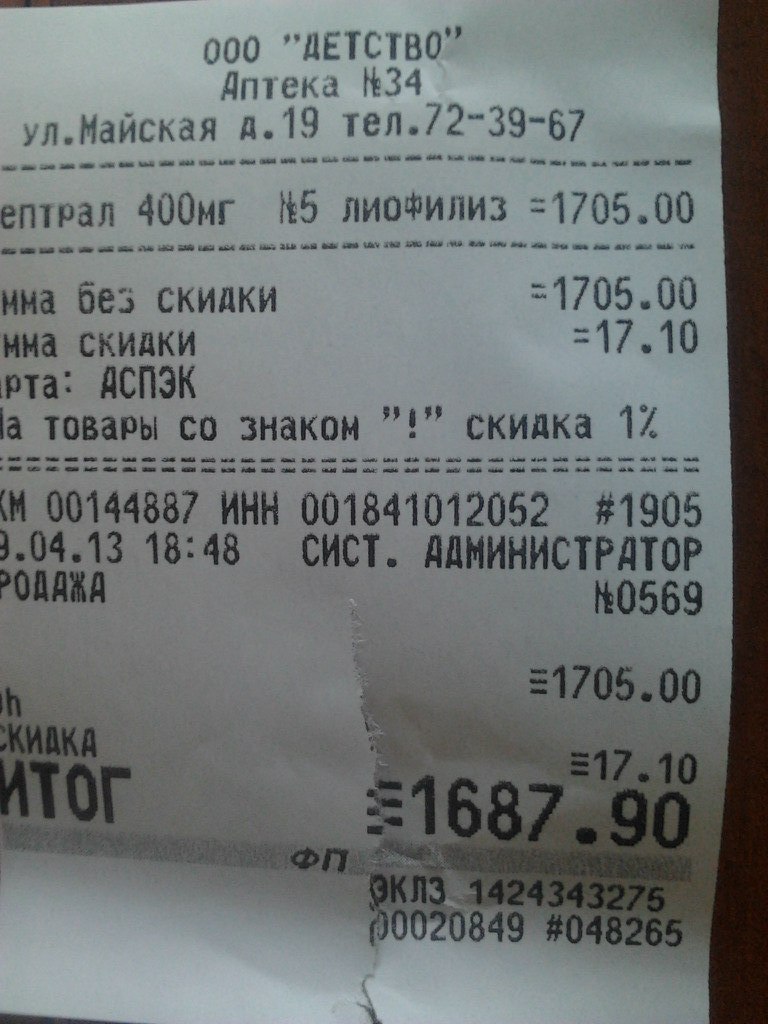 ООО "ДЕТСТВО"
Аптека №34
ул.Майская д.19 тел.72-39-67
ептрал 400мг №5 лиофилиз =1705.00
мма без скидки =1705.00
мма скидки =17.10
арта: АСПЭК
На товары со знаком "!" скидка 1%
КМ 00144887 ИНН 001841012052 #1905
9.04.13 18:48 СИСТ. АДМИНИСТРАТОР
РОДАЖА №0569
≡1705.00
СКИДКА
≡17.10
ИТОГ ≡1687.90
ФП
ЭКЛЗ 1424343275
00020849 #048265